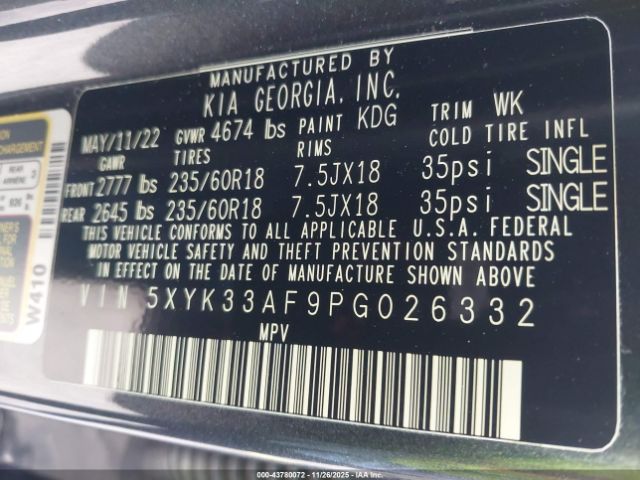 MANUFACTURED BY
KIA GEORGIA, INC.
MAY/11/22 GVWR 4674 lbs PAINT KDG TRIM WK
GAWR TIRES RIMS COLD TIRE INFL
FRONT 2777 lbs 235/60R18 7.5JX18 35psi SINGLE
REAR 2645 lbs 235/60R18 7.5JX18 35psi SINGLE
THIS VEHICLE CONFORMS TO ALL APPLICABLE U.S.A. FEDERAL
MOTOR VEHICLE SAFETY AND THEFT PREVENTION STANDARDS
IN EFFECT ON THE DATE OF MANUFACTURE SHOWN ABOVE
VIN 5XYK33AF9PG026332
MPV
W410
REAR
000-43780072 - 11/26/2025 - IAA Inc.